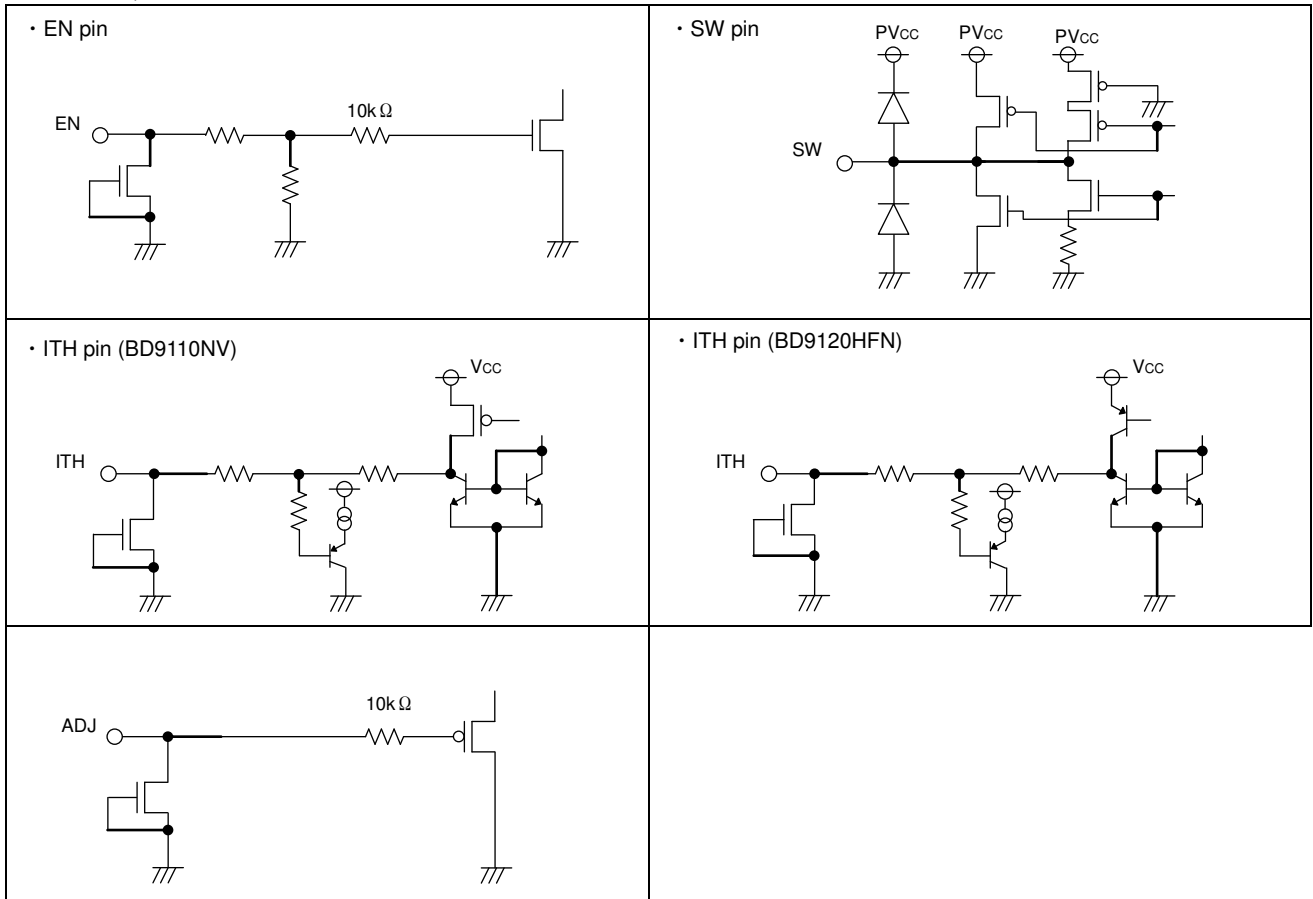 ・EN pin
EN
10kΩ
・SW pin
PVCC PVCC PVCC
SW
・ITH pin (BD9110NV)
VCC
ITH
・ITH pin (BD9120HFN)
VCC
ITH
ADJ
10kΩ